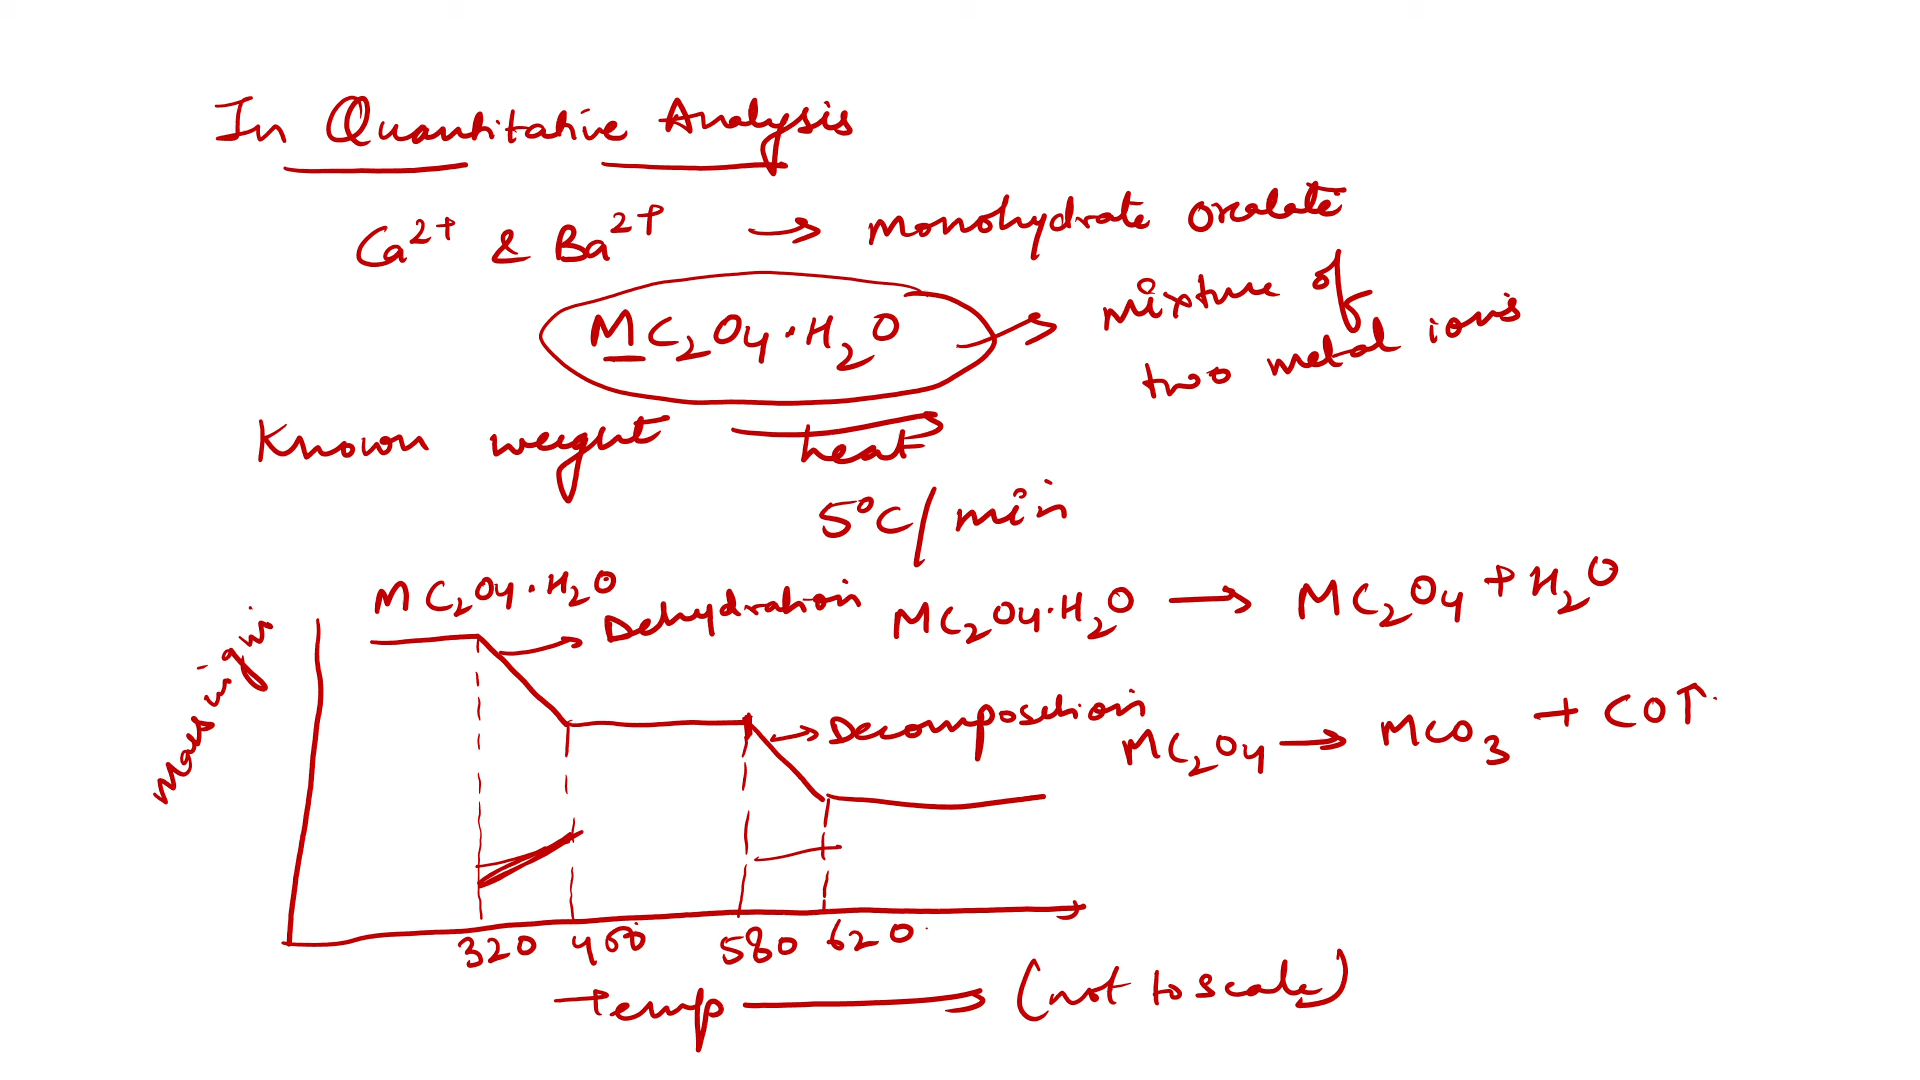 In Quantitative Analysis
Ca²⁺ & Ba²⁺ → monohydrate oxalate
MC₂O₄·H₂O → mixture of
two metal ions
Known weight heat
5°C/min
MC₂O₄·H₂O
Dehydration MC₂O₄·H₂O → MC₂O₄ + H₂O
→ Decomposition MC₂O₄ → MCO₃ + CO↑
Mass in gms
320 400 580 620
Temp → (not to scale)